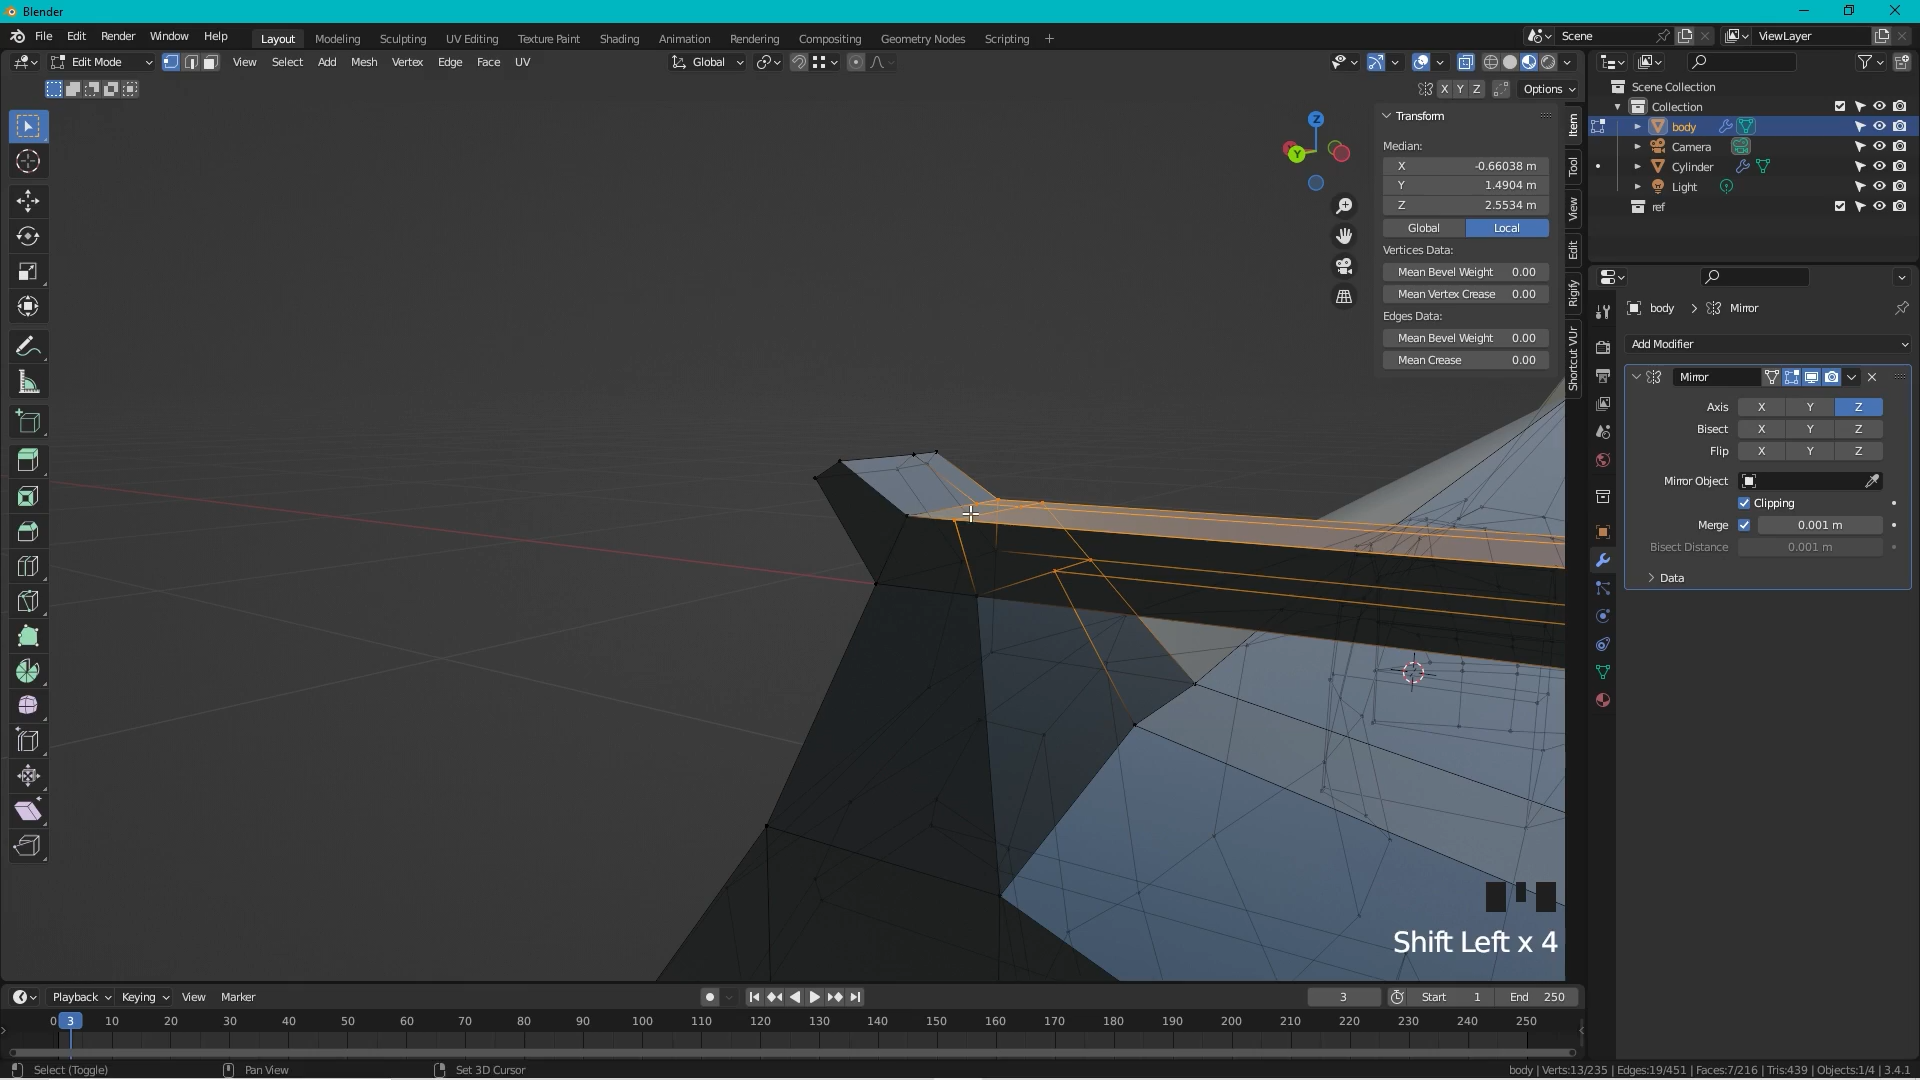 Blender
File Edit Render Window Help
Layout Modeling Sculpting UV Editing Texture Paint Shading Animation Rendering Compositing Geometry Nodes Scripting +
Scene
ViewLayer
Edit Mode View Select Add Mesh Vertex Edge Face UV
Global
X Y Z Options
Z
Y
Transform
Median:
X -0.66038 m
Y 1.4904 m
Z 2.5534 m
Global Local
Vertices Data:
Mean Bevel Weight 0.00
Mean Vertex Crease 0.00
Edges Data:
Mean Bevel Weight 0.00
Mean Crease 0.00
Item
Tool
View
Edit
Rigify
Shortcut VUr
Scene Collection
Collection
body
Camera
Cylinder
Light
ref
body > Mirror
Add Modifier
Mirror
Axis X Y Z
Bisect X Y Z
Flip X Y Z
Mirror Object
Clipping
Merge 0.001 m
Bisect Distance 0.001 m
Data
Shift Left x 4
Playback Keying View Marker
3 Start 1 End 250
0 3 10 20 30 40 50 60 70 80 90 100 110 120 130 140 150 160 170 180 190 200 210 220 230 240 250
Select (Toggle) Pan View Set 3D Cursor
body | Verts:13/235 | Edges:19/451 | Faces:7/216 | Tris:439 | Objects:1/4 | 3.4.1